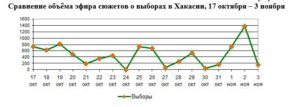 Сравнение объёма эфира сюжетов о выборах в Хакасии, 17 октября – 3 ноября
1800
1600
1400
1200
1000
800
600
400
200
0
17 18 19 20 21 22 23 24 25 26 27 28 29 30 31 1 2 3
окт окт окт окт окт окт окт окт окт окт окт окт окт окт окт ноя ноя ноя
Выборы